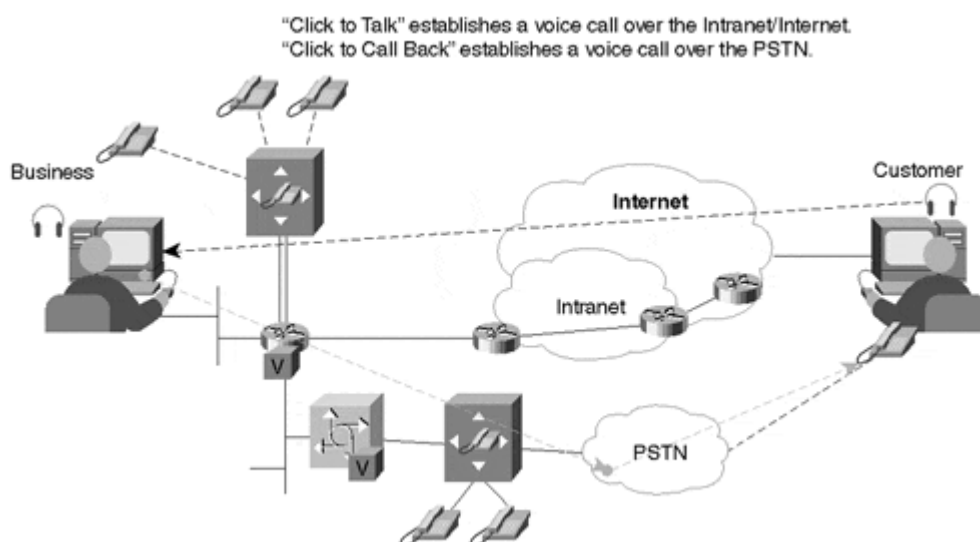 “Click to Talk” establishes a voice call over the Intranet/Internet.
“Click to Call Back” establishes a voice call over the PSTN.
Business
Customer
Internet
Intranet
V
V
PSTN